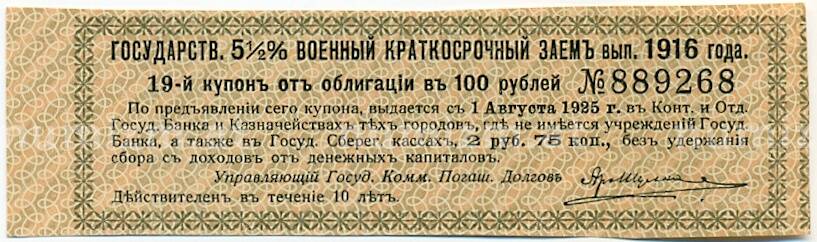 ГОСУДАРСТВ. 5½% ВОЕННЫЙ КРАТКОСРОЧНЫЙ ЗАЕМЪ вып. 1916 года.
19-й купонъ отъ облигаціи въ 100 рублей №889268
По предъявленіи сего купона, выдается съ 1 Августа 1925 г. въ Конт. и Отд.
Госуд. Банка и Казначействахъ тѣхъ городовъ, гдѣ не имѣется учрежденій Госуд.
Банка, а также въ Госуд. Сберег. кассахъ, 2 руб. 75 коп., безъ удержанія
сбора съ доходовъ отъ денежныхъ капиталовъ.
Управляющій Госуд. Комм. Погаш. Долговъ
Дѣйствителенъ въ теченіе 10 лѣтъ.